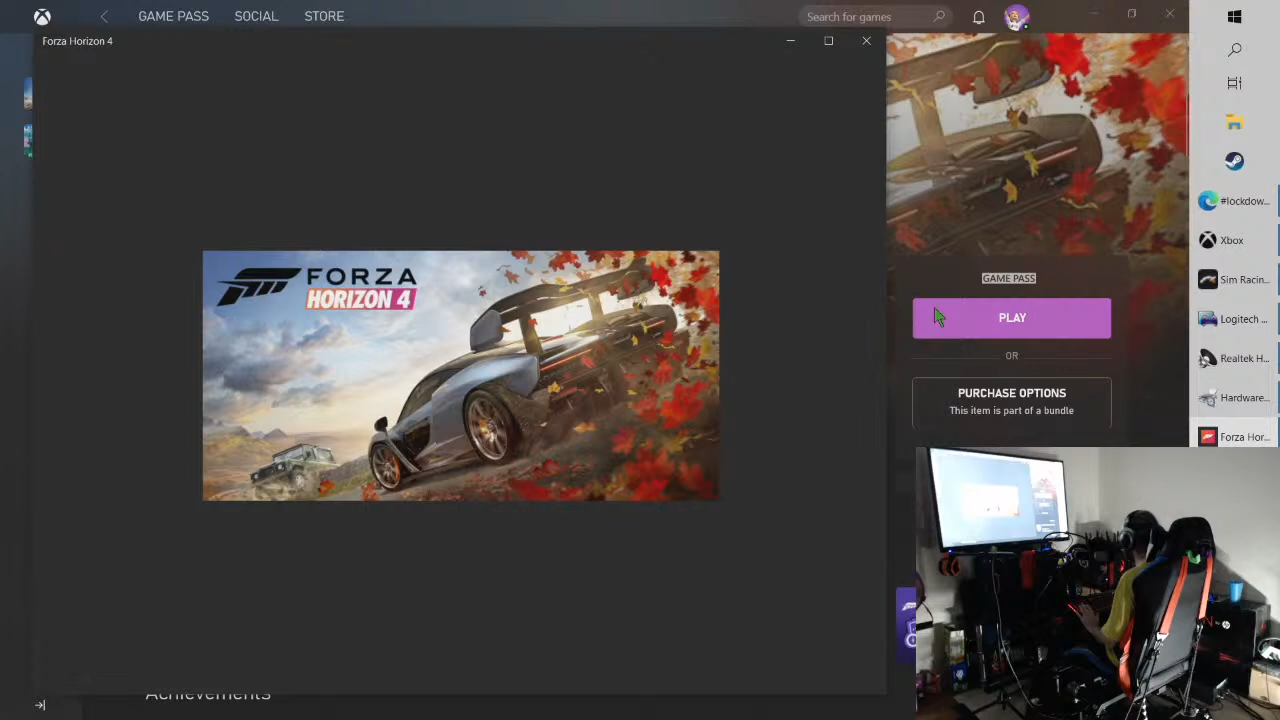 GAME PASS
SOCIAL
STORE
Search for games
Forza Horizon 4
FORZA
HORIZON 4
GAME PASS
PLAY
OR
PURCHASE OPTIONS
This item is part of a bundle
Achievements
#lockdow...
Xbox
Sim Racin...
Logitech ...
Realtek H...
Hardware...
Forza Hor...
hp